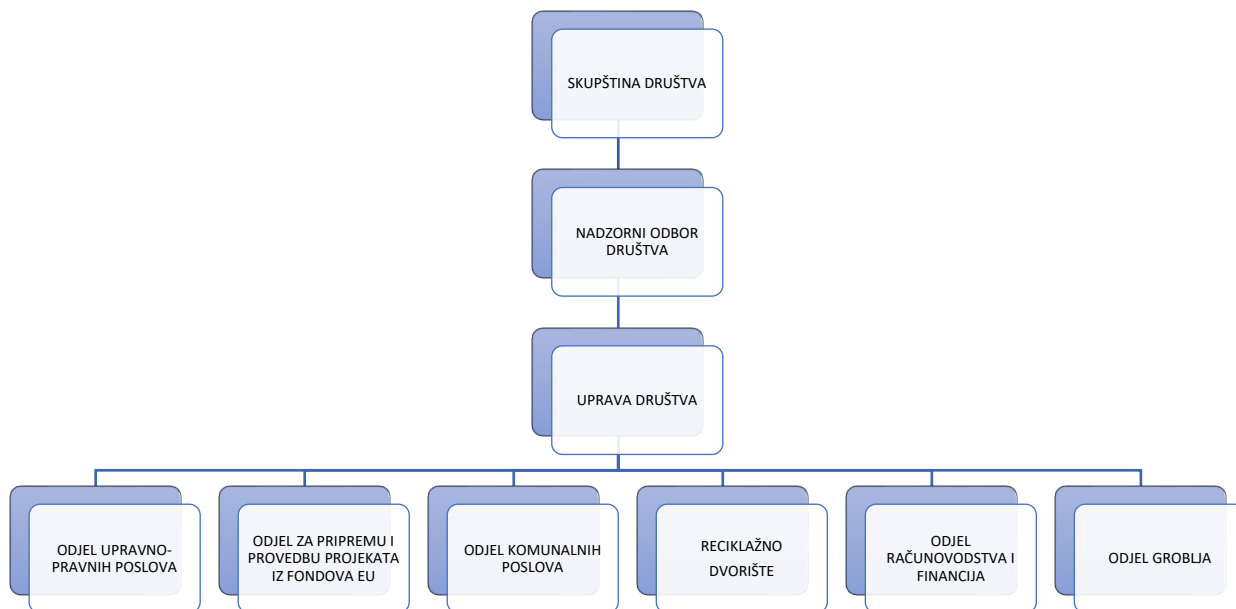 SKUPŠTINA DRUŠTVA
NADZORNI ODBOR
DRUŠTVA
UPRAVA DRUŠTVA
ODJEL UPRAVNO-
PRAVNIH POSLOVA
ODJEL ZA PRIPREMU I
PROVEDBU PROJEKATA
IZ FONDOVA EU
ODJEL KOMUNALNIH
POSLOVA
RECIKLAŽNO
DVORIŠTE
ODJEL
RAČUNOVODSTVA I
FINANCIJA
ODJEL GROBLJA